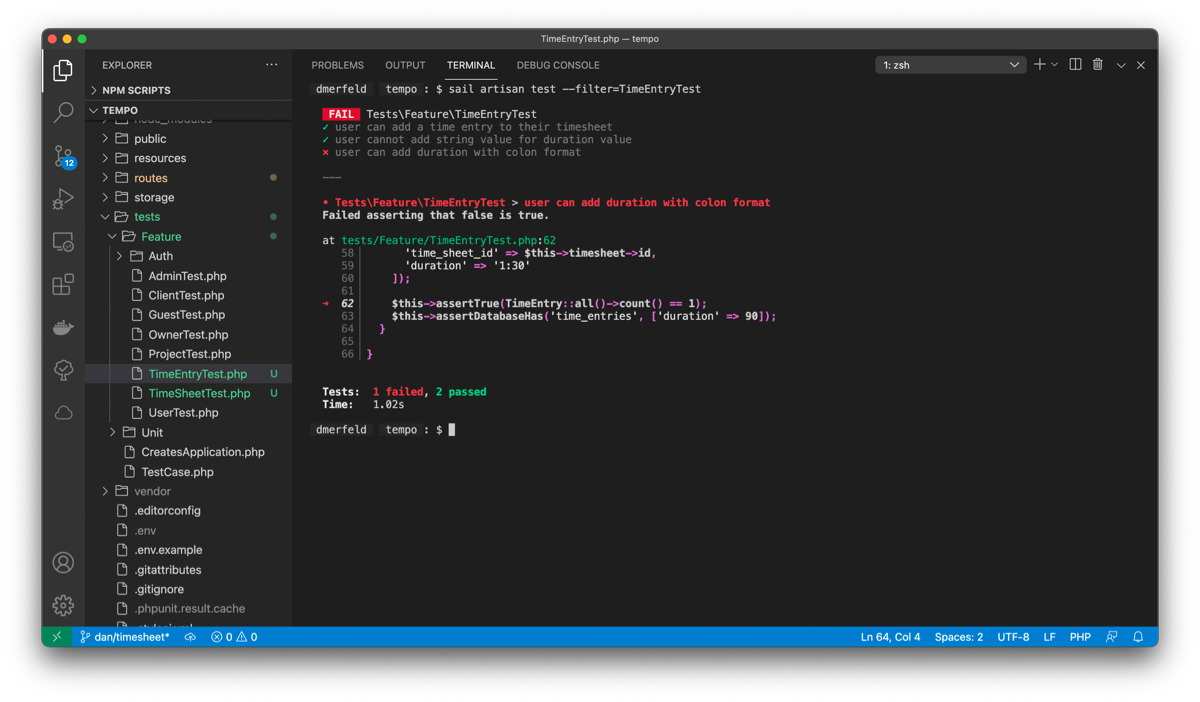 TimeEntryTest.php — tempo
EXPLORER
NPM SCRIPTS
TEMPO
node_modules
public
resources
routes
storage
tests
Feature
Auth
AdminTest.php
ClientTest.php
GuestTest.php
OwnerTest.php
ProjectTest.php
TimeEntryTest.php U
TimeSheetTest.php U
UserTest.php
Unit
CreatesApplication.php
TestCase.php
vendor
.editorconfig
.env
.env.example
.gitattributes
.gitignore
.phpunit.result.cache
12
PROBLEMS OUTPUT TERMINAL DEBUG CONSOLE 1: zsh
dmerfeld tempo : $ sail artisan test --filter=TimeEntryTest
FAIL Tests\Feature\TimeEntryTest
✓ user can add a time entry to their timesheet
✓ user cannot add string value for duration value
✗ user can add duration with colon format
---
• Tests\Feature\TimeEntryTest > user can add duration with colon format
Failed asserting that false is true.
at tests/Feature/TimeEntryTest.php:62
58 'time_sheet_id' => $this->timesheet->id,
59 'duration' => '1:30'
60 ]);
61
➜ 62 $this->assertTrue(TimeEntry::all()->count() == 1);
63 $this->assertDatabaseHas('time_entries', ['duration' => 90]);
64 }
65
66 }
Tests: 1 failed, 2 passed
Time: 1.02s
dmerfeld tempo : $
dan/timesheet* 0 0 Ln 64, Col 4 Spaces: 2 UTF-8 LF PHP